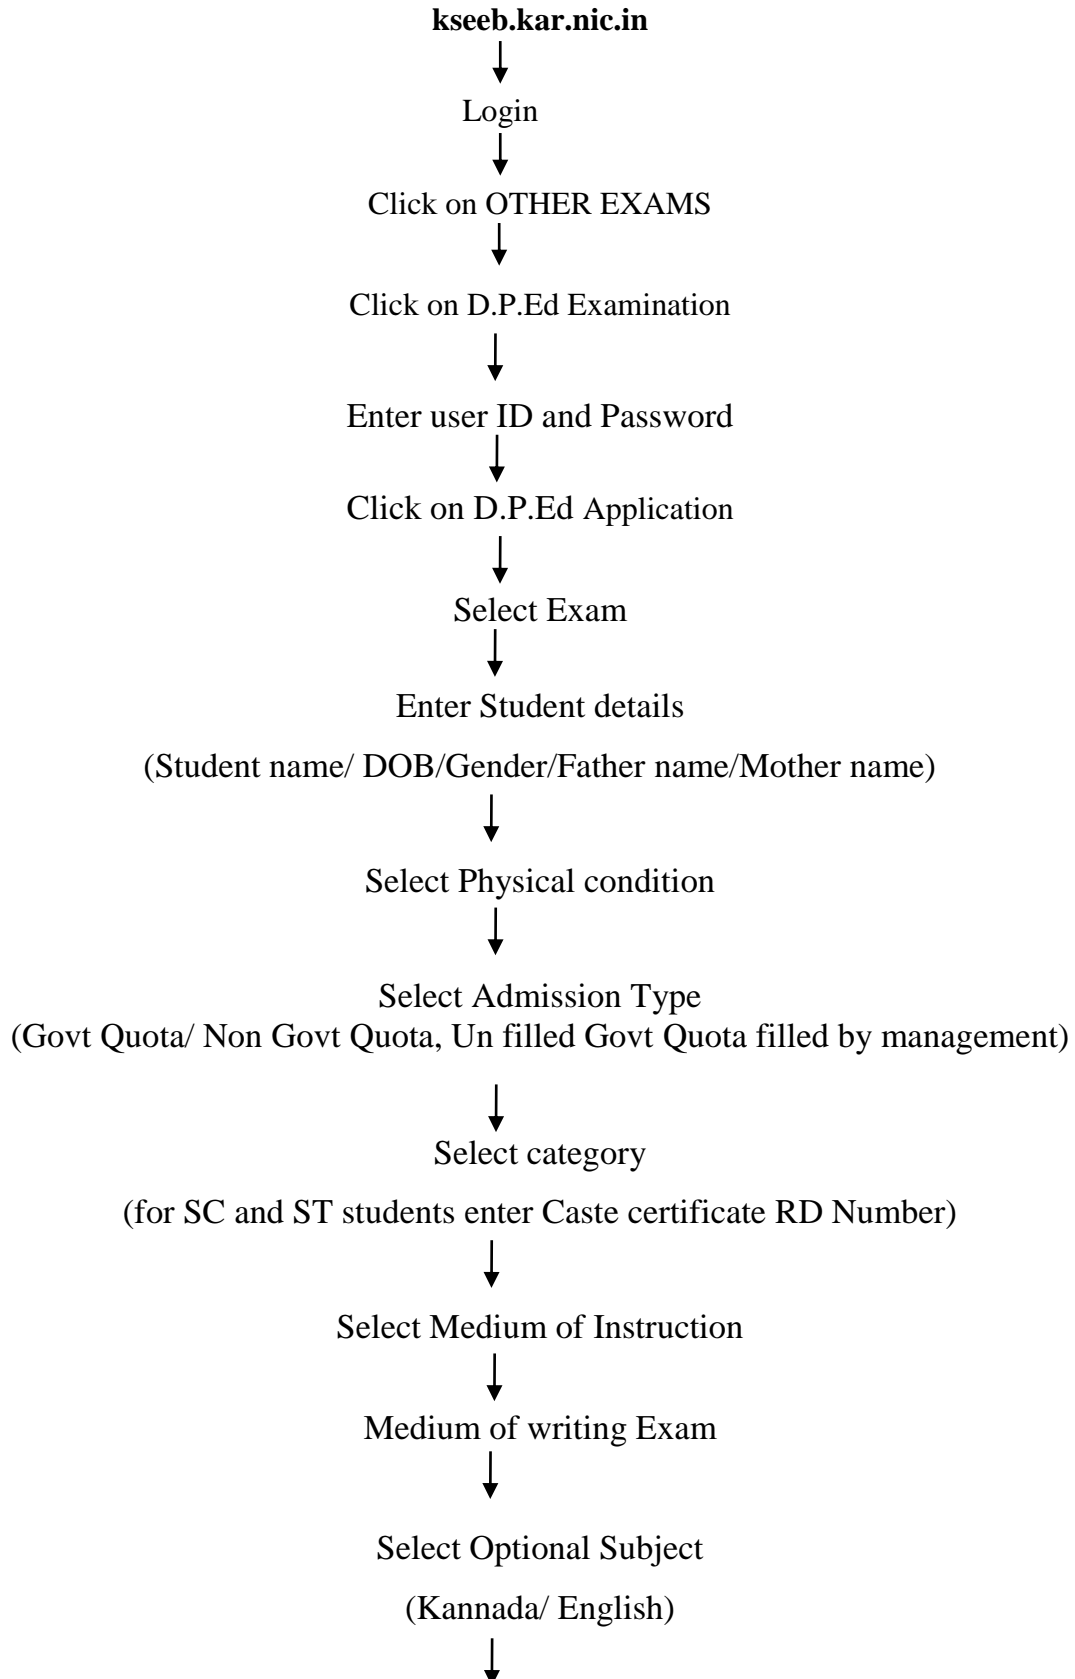 kseeb.kar.nic.in
Login
Click on OTHER EXAMS
Click on D.P.Ed Examination
Enter user ID and Password
Click on D.P.Ed Application
Select Exam
Enter Student details
(Student name/ DOB/Gender/Father name/Mother name)
Select Physical condition
Select Admission Type
(Govt Quota/ Non Govt Quota, Un filled Govt Quota filled by management)
Select category
(for SC and ST students enter Caste certificate RD Number)
Select Medium of Instruction
Medium of writing Exam
Select Optional Subject
(Kannada/ English)